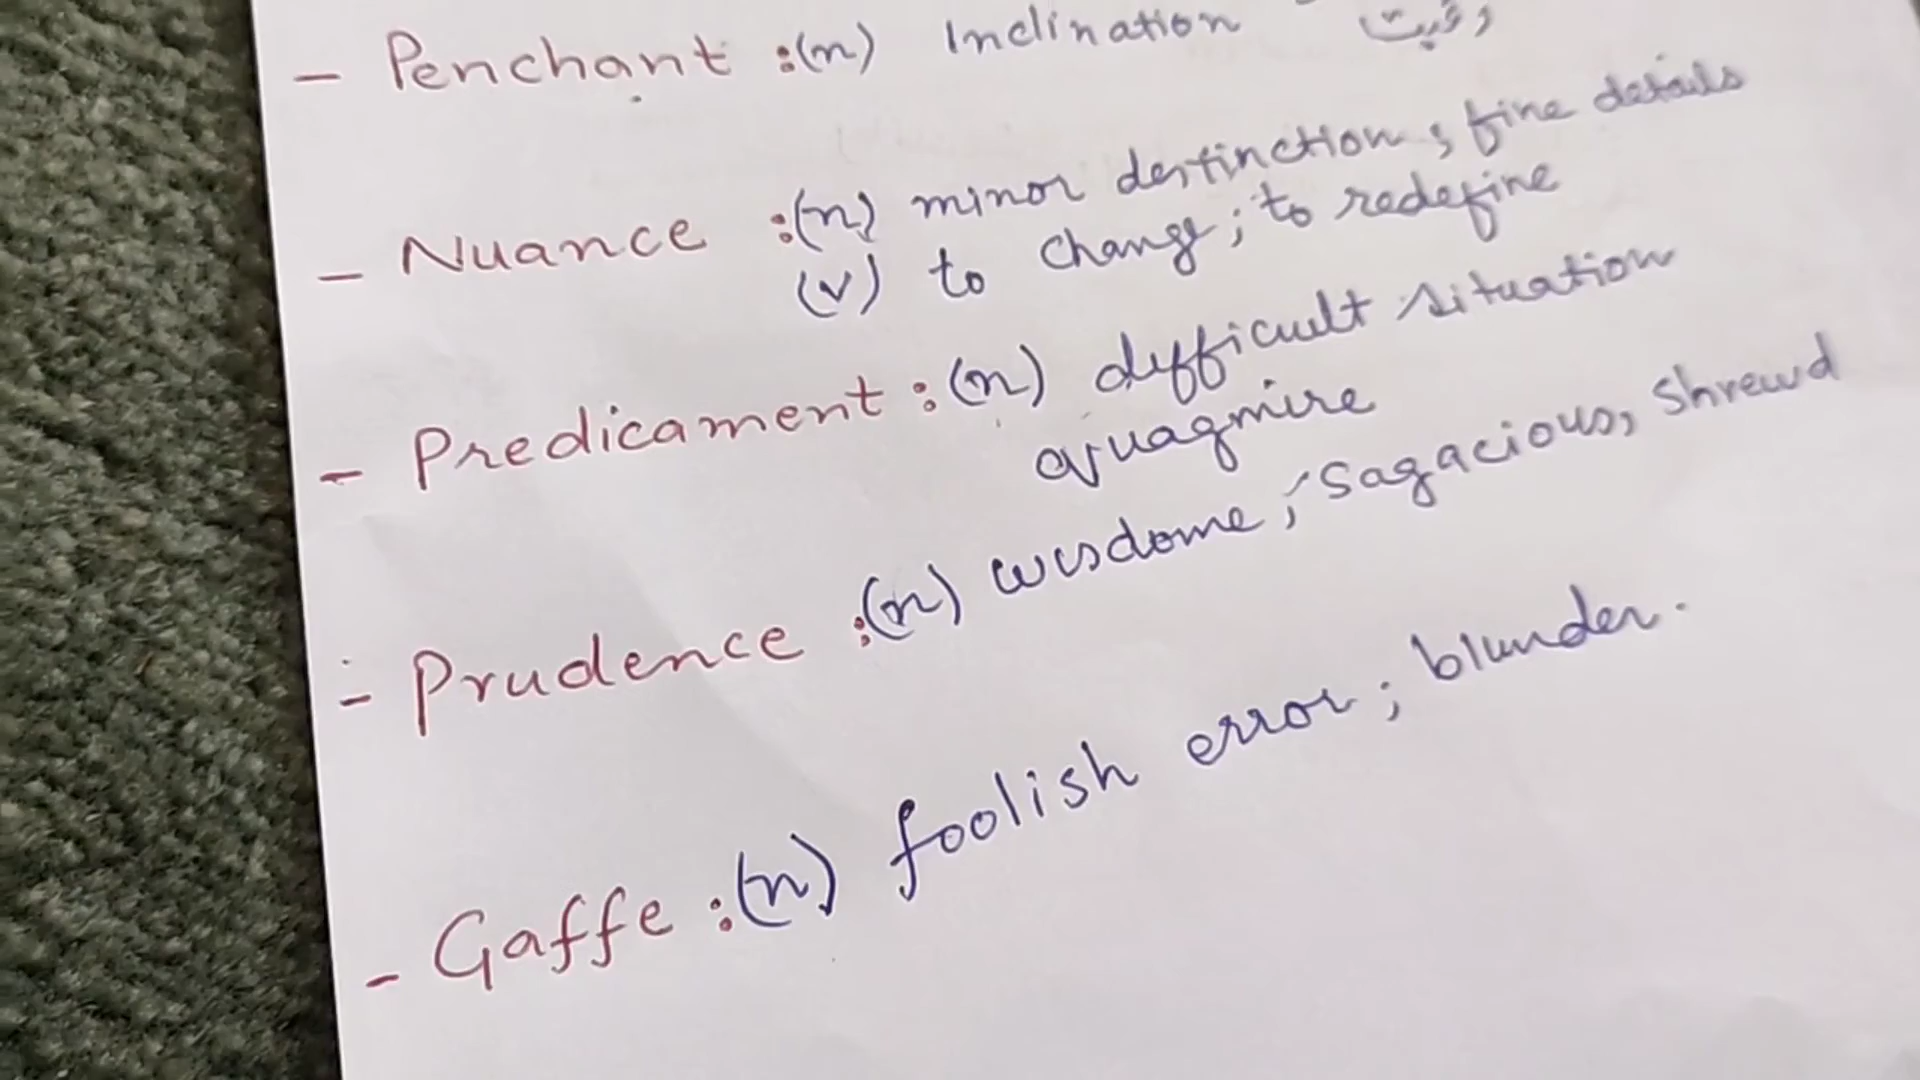 - Penchant :(n) Inclination - رغبت
- Nuance :(n) minor destinction; fine details
(v) to change; to redefine
- Predicament :(n) difficult situation
quagmire
- Prudence :(n) wisdome; sagacious, shrewd
- Gaffe :(n) foolish error; blunder.